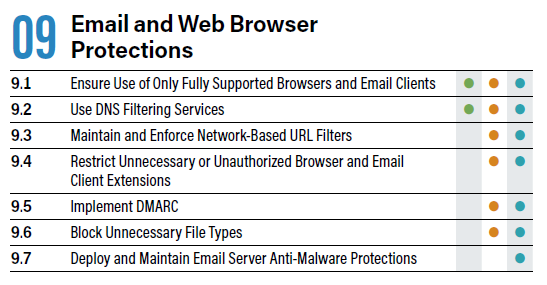 09 Email and Web Browser
Protections
9.1 Ensure Use of Only Fully Supported Browsers and Email Clients
9.2 Use DNS Filtering Services
9.3 Maintain and Enforce Network-Based URL Filters
9.4 Restrict Unnecessary or Unauthorized Browser and Email
Client Extensions
9.5 Implement DMARC
9.6 Block Unnecessary File Types
9.7 Deploy and Maintain Email Server Anti-Malware Protections